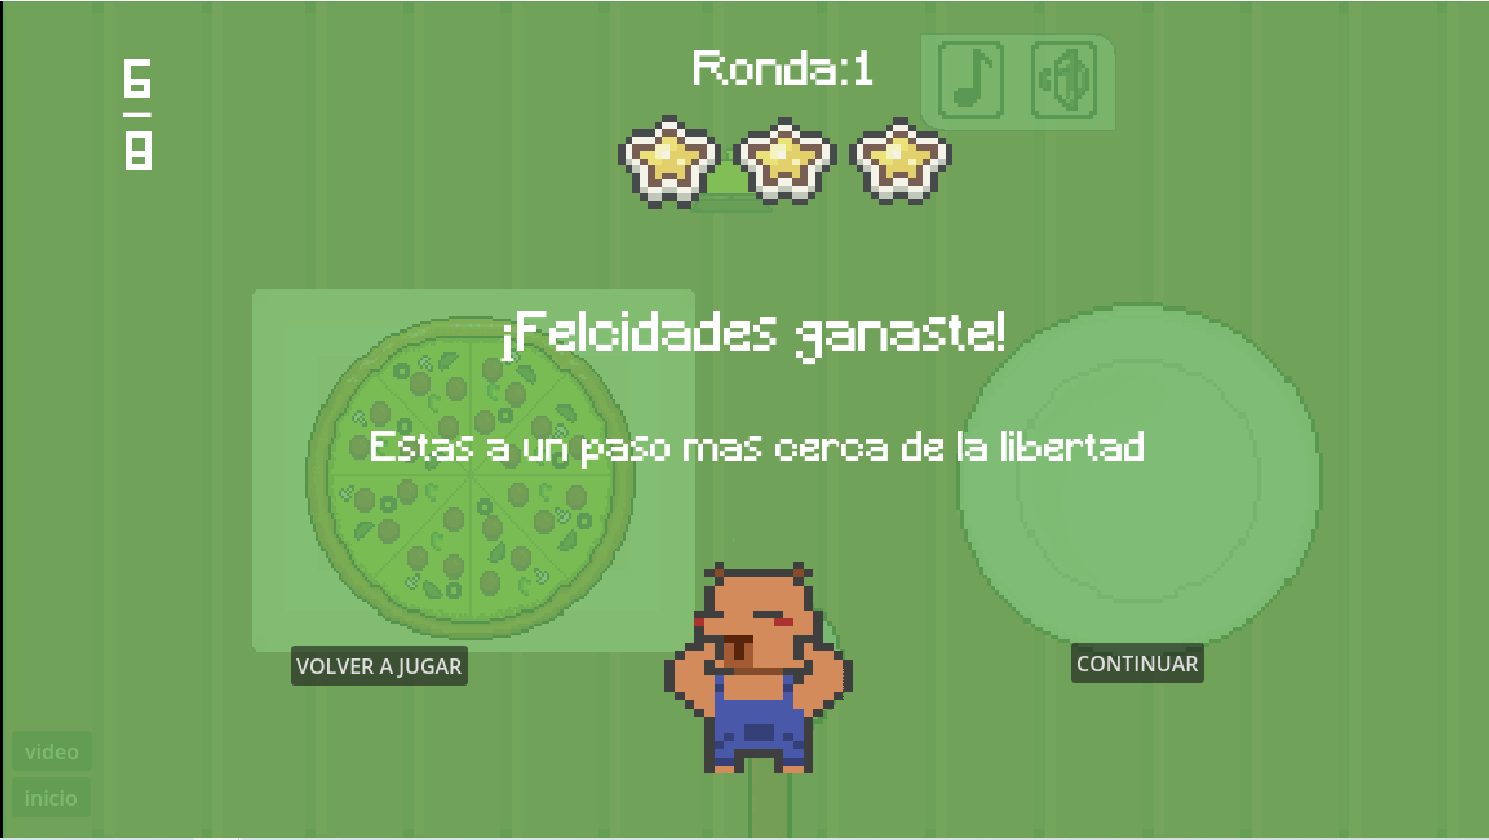 6
8
Ronda:1
¡Felcidades ganaste!
Estas a un paso mas cerca de la libertad
VOLVER A JUGAR
CONTINUAR
video
inicio